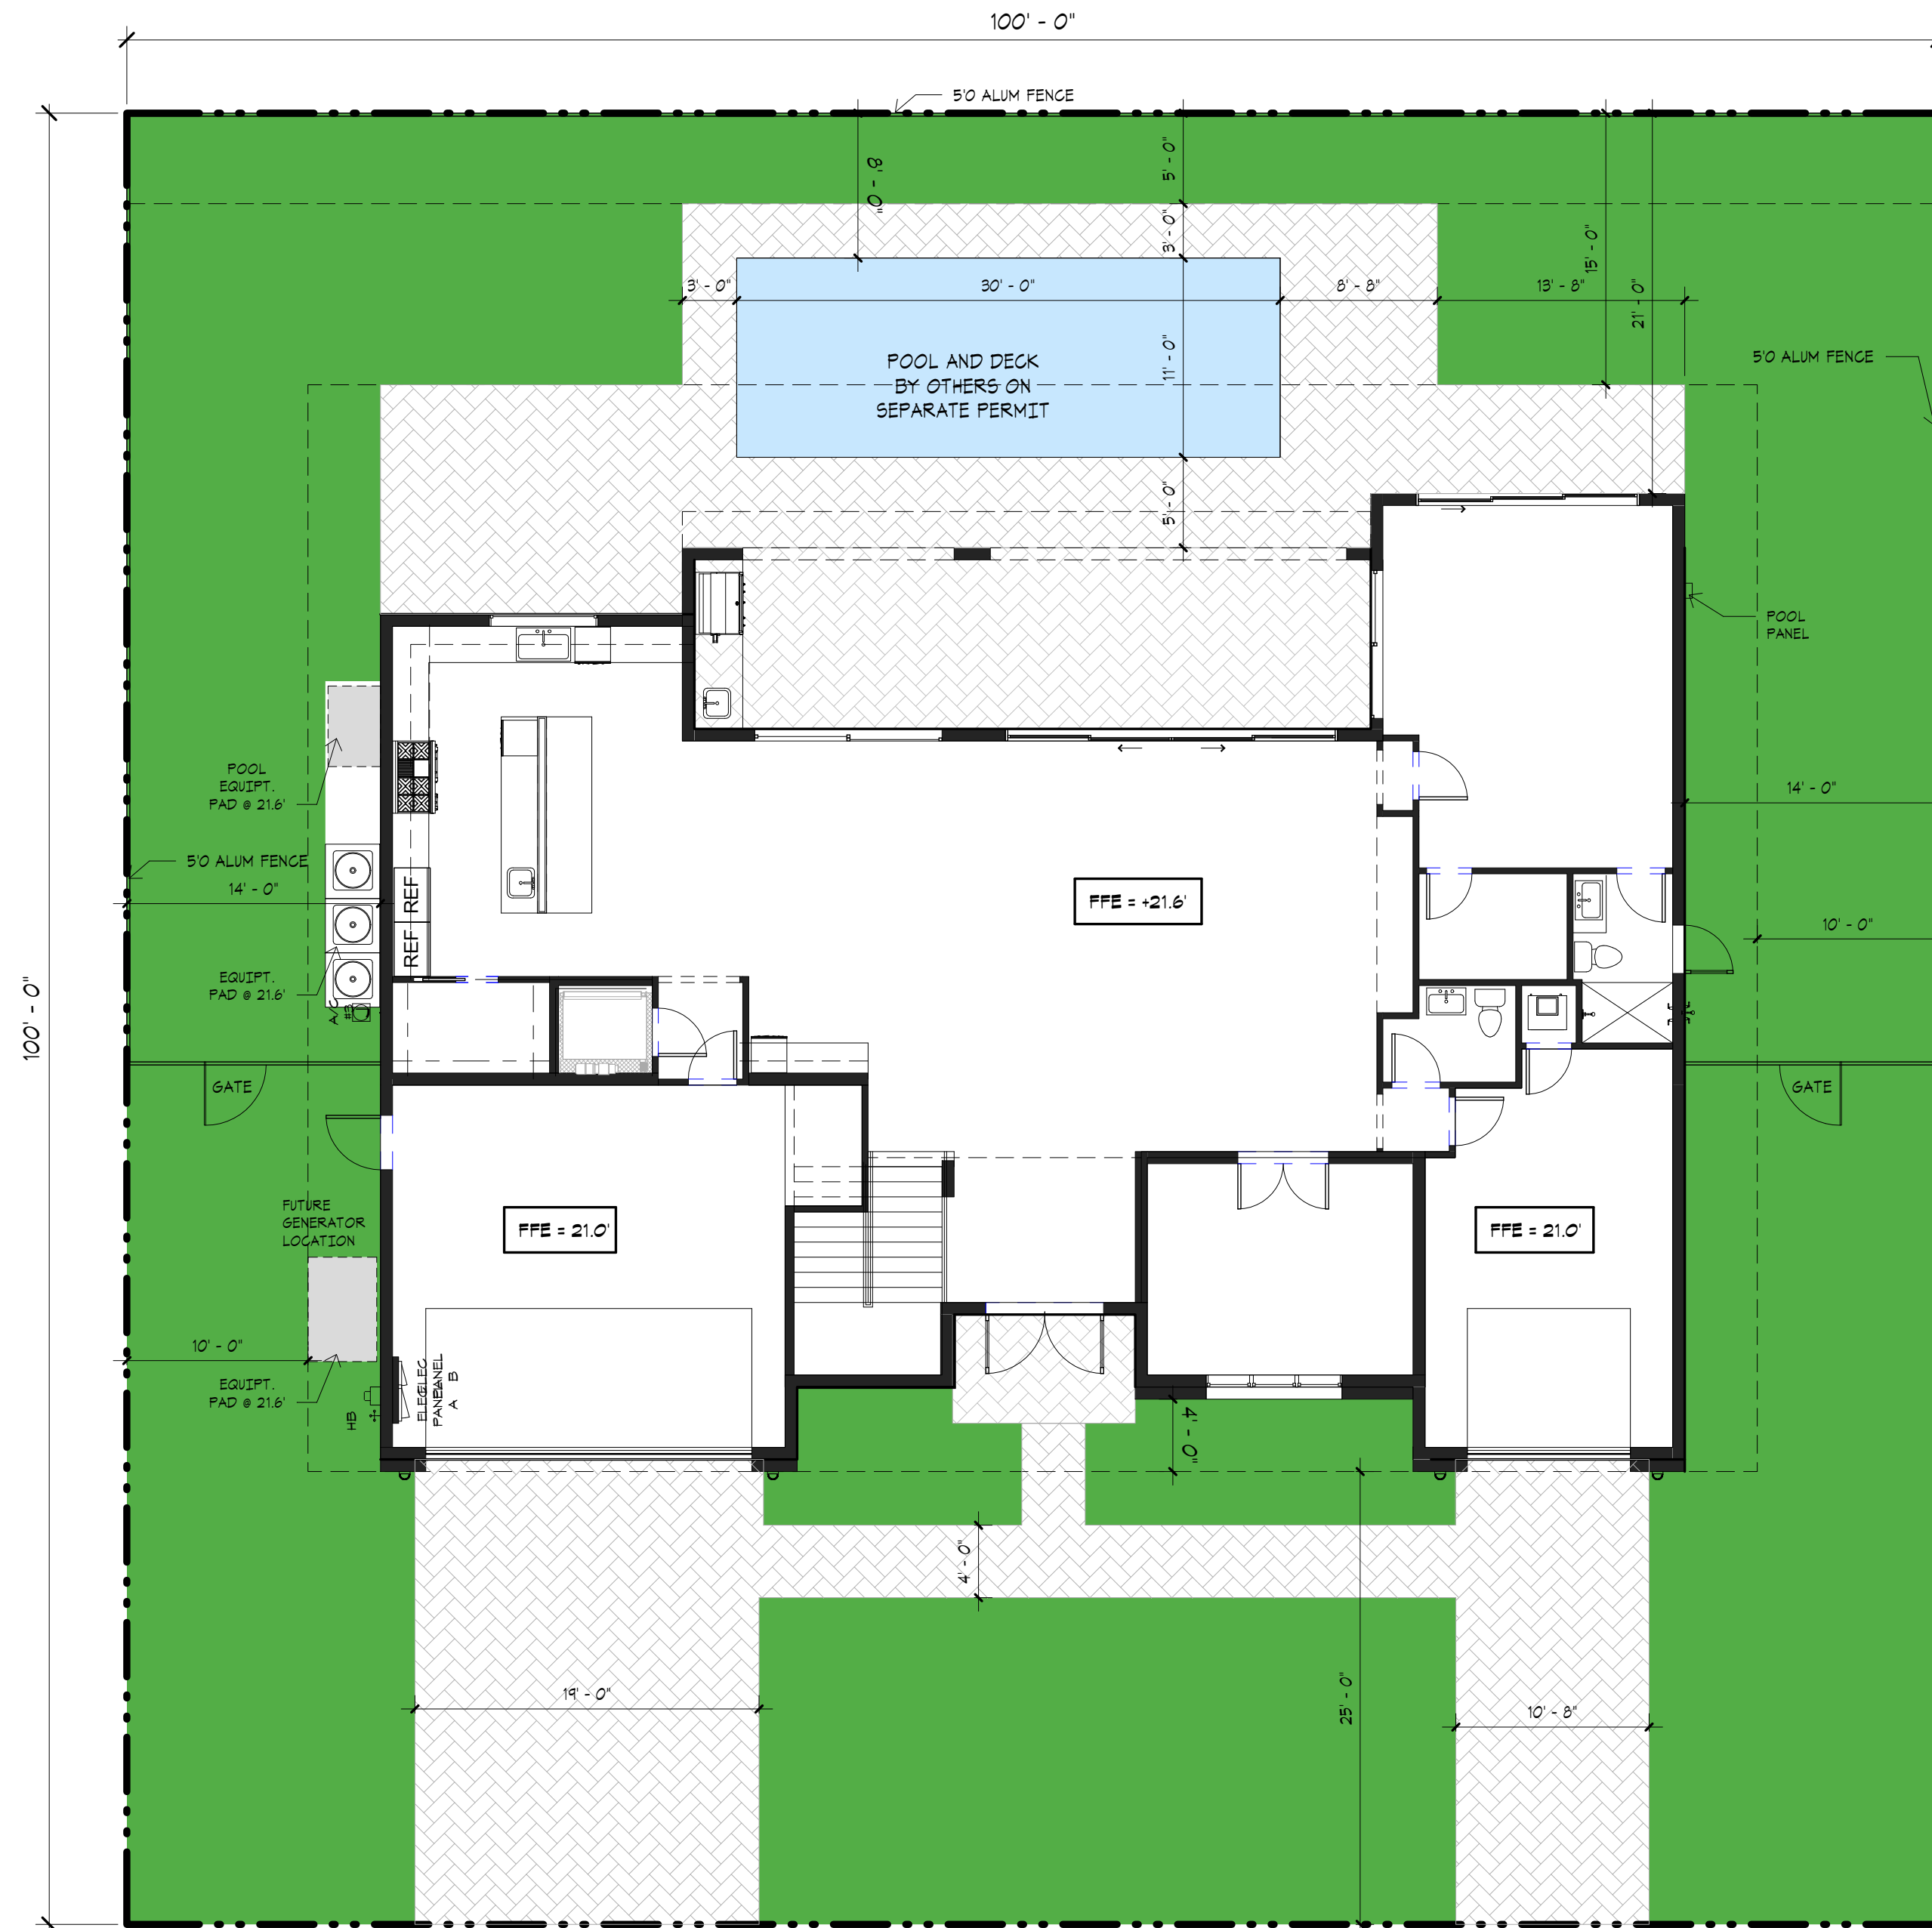 100' - 0"
5'0 ALUM FENCE
8' - 0"
5' - 0"
3' - 0"
15' - 0"
21' - 0"
3' - 0"
30' - 0"
8' - 8"
13' - 8"
11' - 0"
POOL AND DECK
BY OTHERS ON
SEPARATE PERMIT
5'0 ALUM FENCE
5' - 0"
POOL
PANEL
POOL
EQUIPT.
PAD @ 21.6'
14' - 0"
5'0 ALUM FENCE
14' - 0"
REF
REF
FFE = +21.6'
10' - 0"
EQUIPT.
PAD @ 21.6'
A/C
#3
100' - 0"
GATE
GATE
FUTURE
GENERATOR
LOCATION
FFE = 21.0'
FFE = 21.0'
10' - 0"
EQUIPT.
PAD @ 21.6'
HB
ELEC
PANEL
A
ELEC
PANEL
B
4' - 0"
4' - 0"
25' - 0"
19' - 0"
10' - 8"